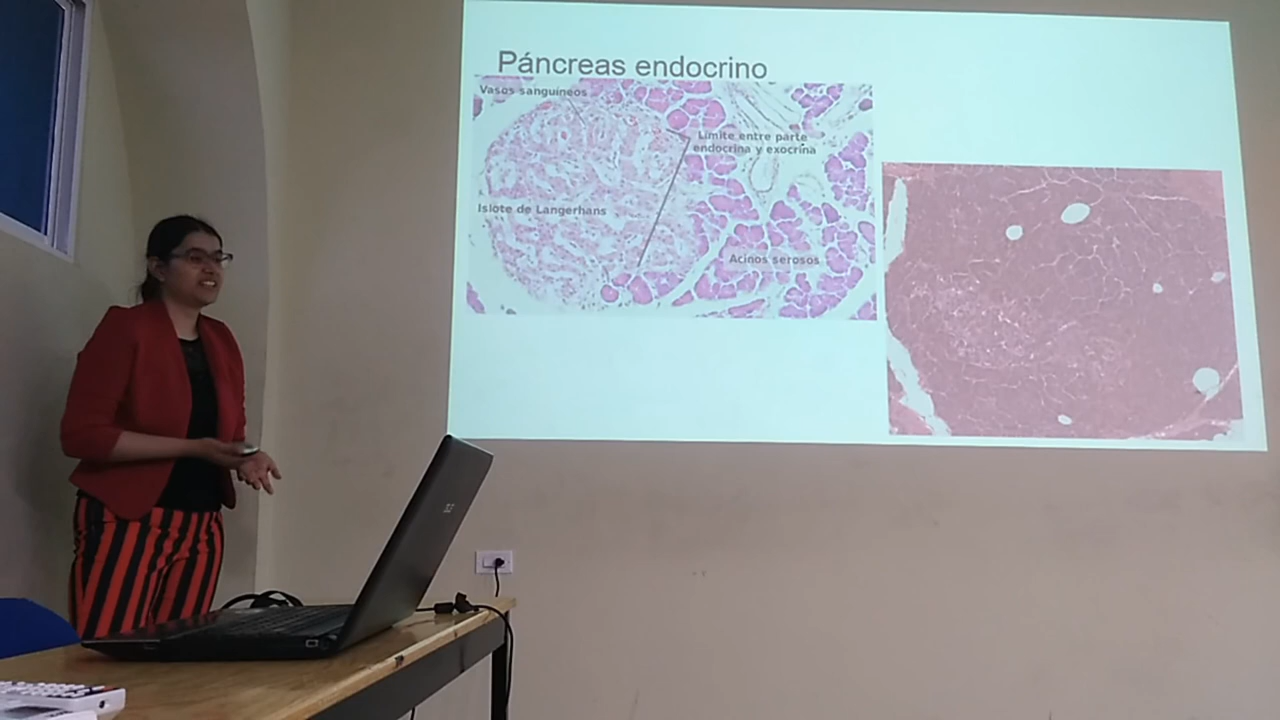 Páncreas endocrino
Vasos sanguíneos
Límite entre parte
endocrina y exocrina
Islote de Langerhans
Acinos serosos